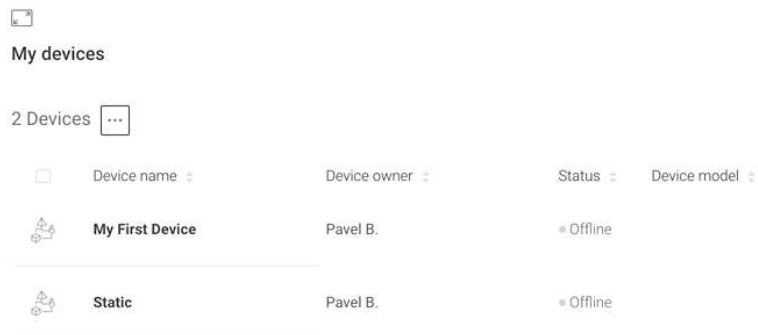 My devices
2 Devices ...
Device name Device owner Status Device model
My First Device Pavel B. Offline
Static Pavel B. Offline